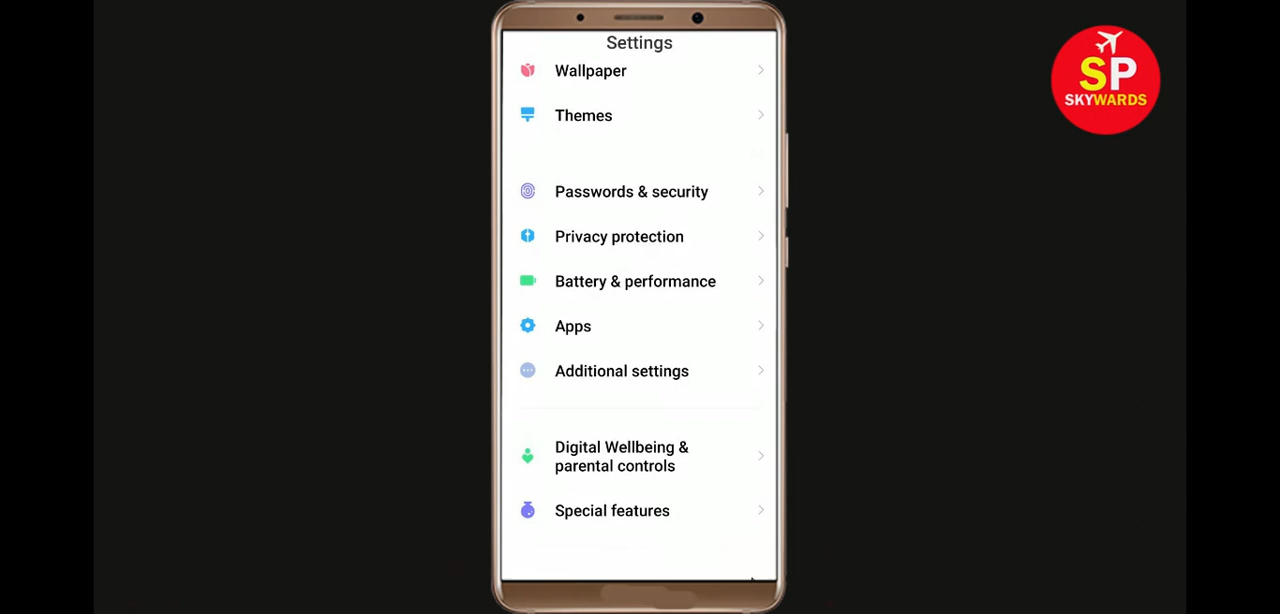 Settings
Wallpaper
Themes
Passwords & security
Privacy protection
Battery & performance
Apps
Additional settings
Digital Wellbeing &
parental controls
Special features
SP
SKYWARDS